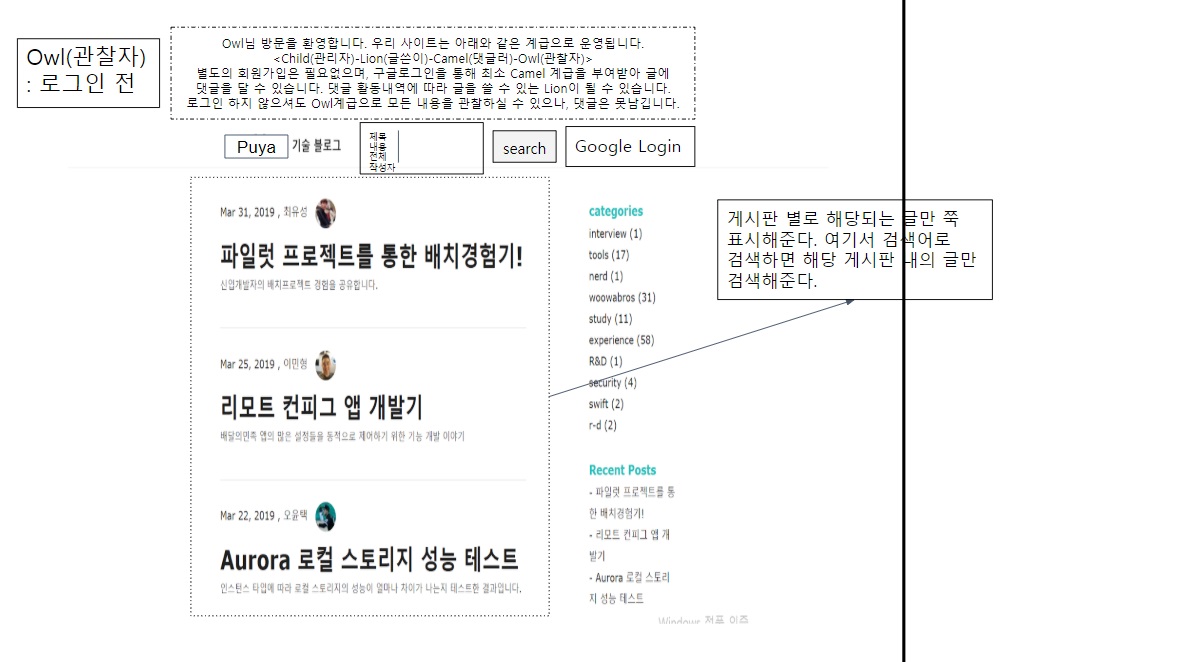 Owl(관찰자)
: 로그인 전
Owl님 방문을 환영합니다. 우리 사이트는 아래와 같은 계급으로 운영됩니다.
<Child(관리자)-Lion(글쓴이)-Camel(댓글러)-Owl(관찰자)>
별도의 회원가입은 필요없으며, 구글로그인을 통해 최소 Camel 계급을 부여받아 글에
댓글을 달 수 있습니다. 댓글 활동내역에 따라 글을 쓸 수 있는 Lion이 될 수 있습니다.
로그인 하지 않으셔도 Owl계급으로 모든 내용을 관찰하실 수 있으나, 댓글은 못남깁니다.
Puya 기술 블로그
제목
내용
전체
작성자
search
Google Login
Mar 31, 2019 , 최유성
파일럿 프로젝트를 통한 배치경험기!
신입개발자의 배치프로젝트 경험을 공유합니다.
Mar 25, 2019 , 이민형
리모트 컨피그 앱 개발기
배달의민족 앱의 많은 설정들을 동적으로 제어하기 위한 기능 개발 이야기
Mar 22, 2019 , 오윤택
Aurora 로컬 스토리지 성능 테스트
인스턴스 타입에 따라 로컬 스토리지의 성능이 얼마나 차이가 나는지 테스트한 결과입니다.
categories
interview (1)
tools (17)
nerd (1)
woowabros (31)
study (11)
experience (58)
R&D (1)
security (4)
swift (2)
r-d (2)
Recent Posts
- 파일럿 프로젝트를 통
한 배치경험기!
- 리모트 컨피그 앱 개
발기
- Aurora 로컬 스토리
지 성능 테스트
게시판 별로 해당되는 글만 쭉
표시해준다. 여기서 검색어로
검색하면 해당 게시판 내의 글만
검색해준다.
Windows